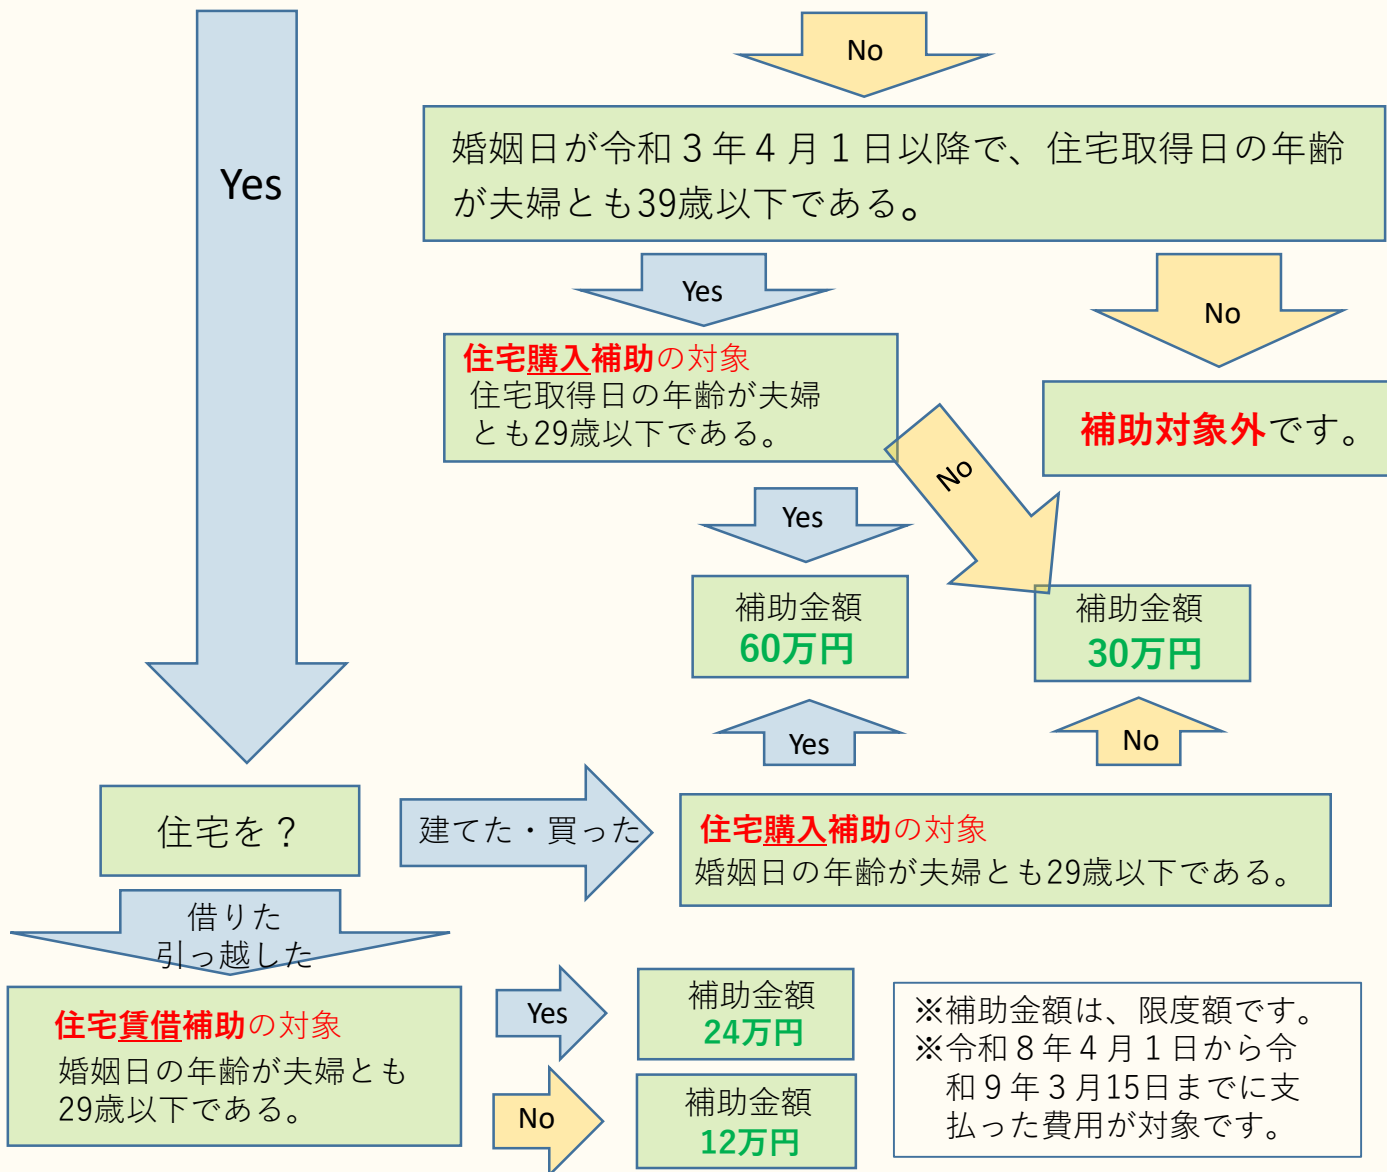 No
Yes
婚姻日が令和３年４月１日以降で、住宅取得日の年齢
が夫婦とも39歳以下である。
Yes
No
住宅購入補助の対象
住宅取得日の年齢が夫婦
とも29歳以下である。
補助対象外です。
No
Yes
補助金額
60万円
補助金額
30万円
Yes
No
住宅を？
建てた・買った
住宅購入補助の対象
婚姻日の年齢が夫婦とも29歳以下である。
借りた
引っ越した
住宅賃借補助の対象
婚姻日の年齢が夫婦とも
29歳以下である。
Yes
補助金額
24万円
No
補助金額
12万円
※補助金額は、限度額です。
※令和８年４月１日から令
和９年３月15日までに支
払った費用が対象です。